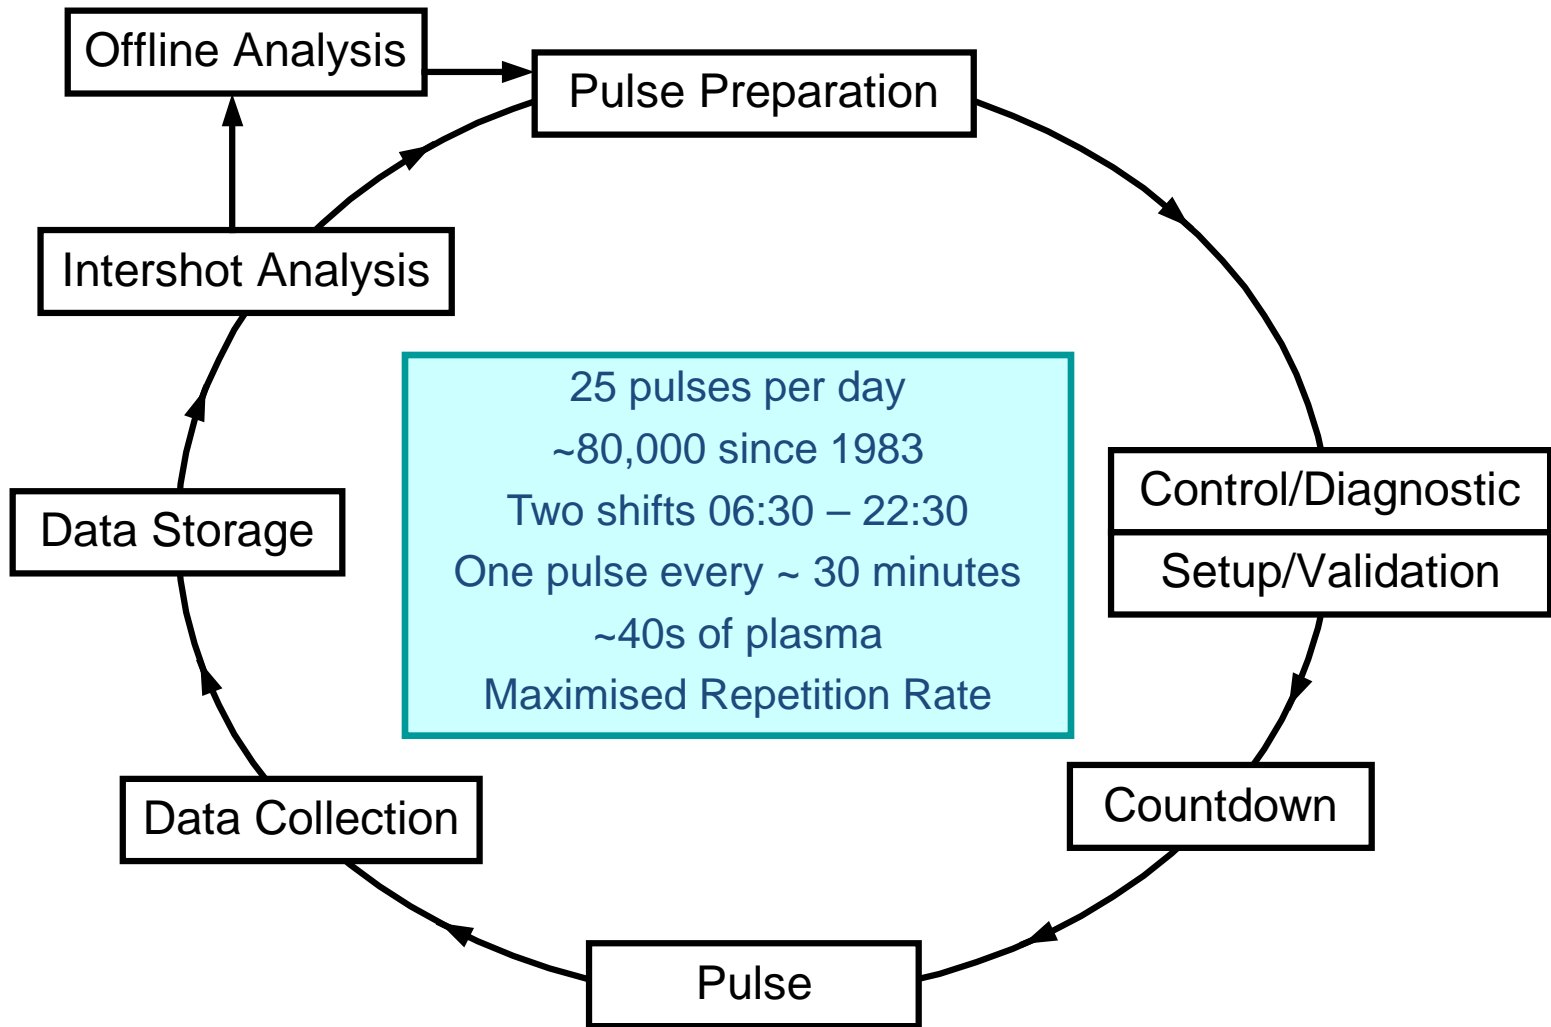 Offline Analysis
Pulse Preparation
Intershot Analysis
25 pulses per day
~80,000 since 1983
Two shifts 06:30 – 22:30
One pulse every ~ 30 minutes
~40s of plasma
Maximised Repetition Rate
Control/Diagnostic
Setup/Validation
Data Storage
Countdown
Data Collection
Pulse